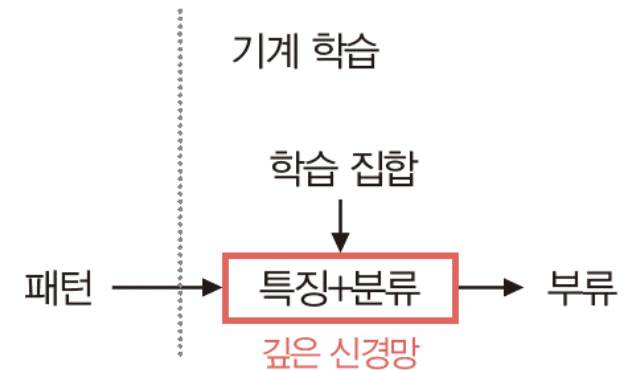 기계 학습
학습 집합
패턴
특징+분류
부류
깊은 신경망